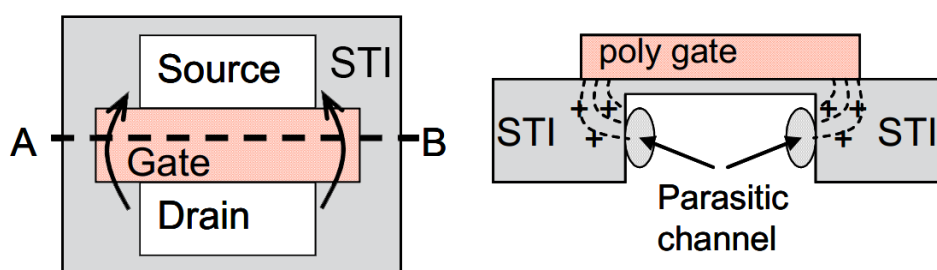 Source
STI
A
B
Gate
Drain
poly gate
+ +
+
+ +
+
STI
STI
Parasitic
channel